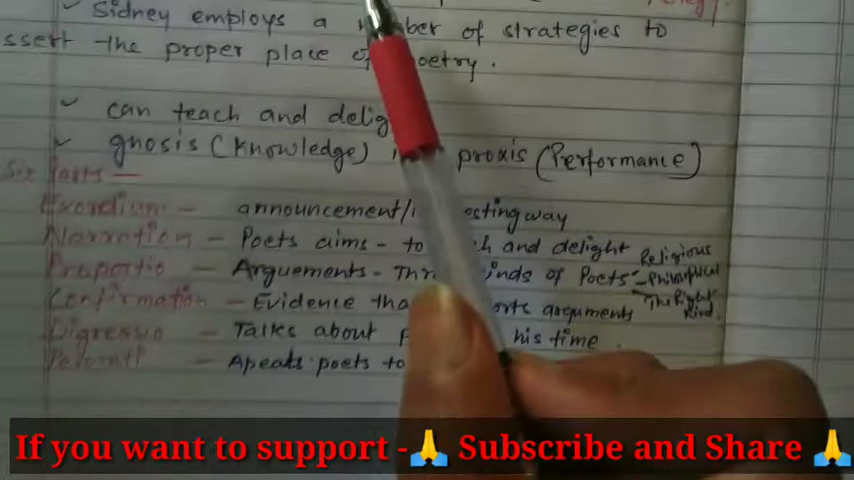 Sidney employs a number of strategies to
ssert the proper place of poetry.
can teach and delig
gnosis (knowledge) proxis (Performance)
Six Parts —
Exordium — announcement/ esting way
Narration — Poets aims - to and delight
Propostio — Arguements - Thr inds of Poets - Religious
- Philosophical
The Right Kind.
Confirmation — Evidence tha orts arguments
Digressio — Talks about his time
— Apeals poets to
If you want to support -🙏 Subscribe and Share 🙏